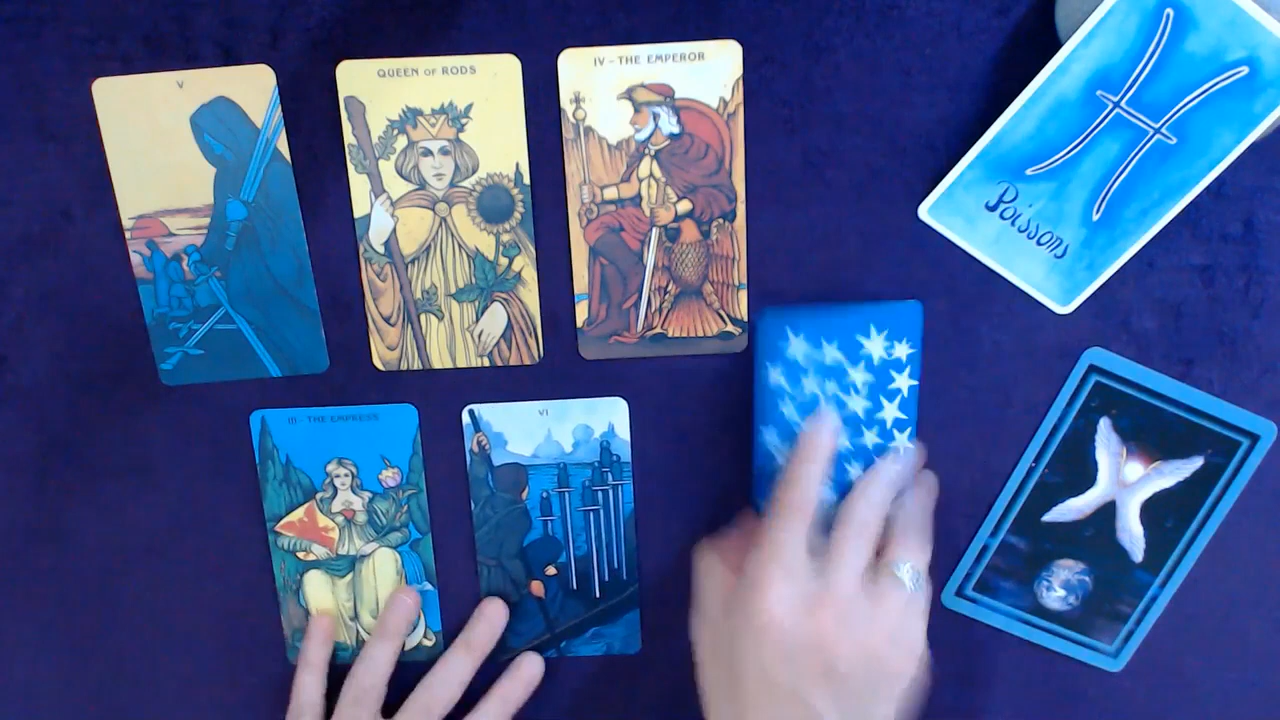 V
QUEEN OF RODS
IV - THE EMPEROR
Poissons
III - THE EMPRESS
VI